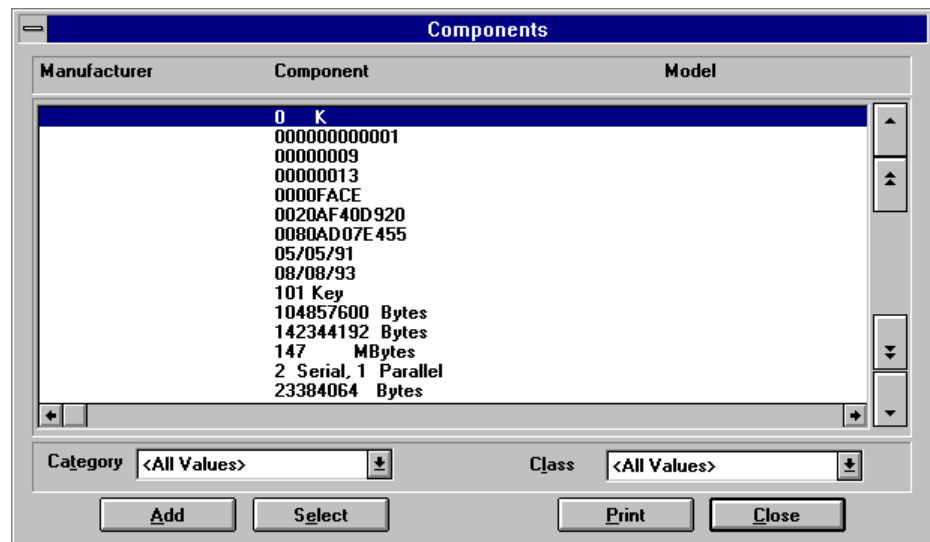 Components
Manufacturer Component Model
0 K
000000000001
00000009
00000013
0000FACE
0020AF40D920
0080AD07E455
05/05/91
08/08/93
101 Key
104857600 Bytes
142344192 Bytes
147 MBytes
2 Serial, 1 Parallel
23384064 Bytes
Category <All Values> Class <All Values>
Add Select Print Close